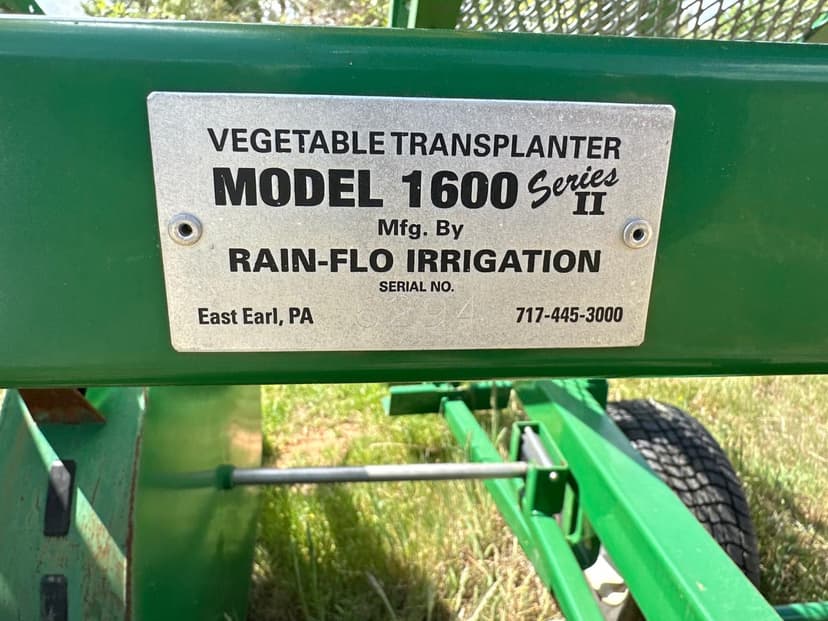 VEGETABLE TRANSPLANTER
MODEL 1600 Series II
Mfg. By
RAIN-FLO IRRIGATION
SERIAL NO.
East Earl, PA 717-445-3000